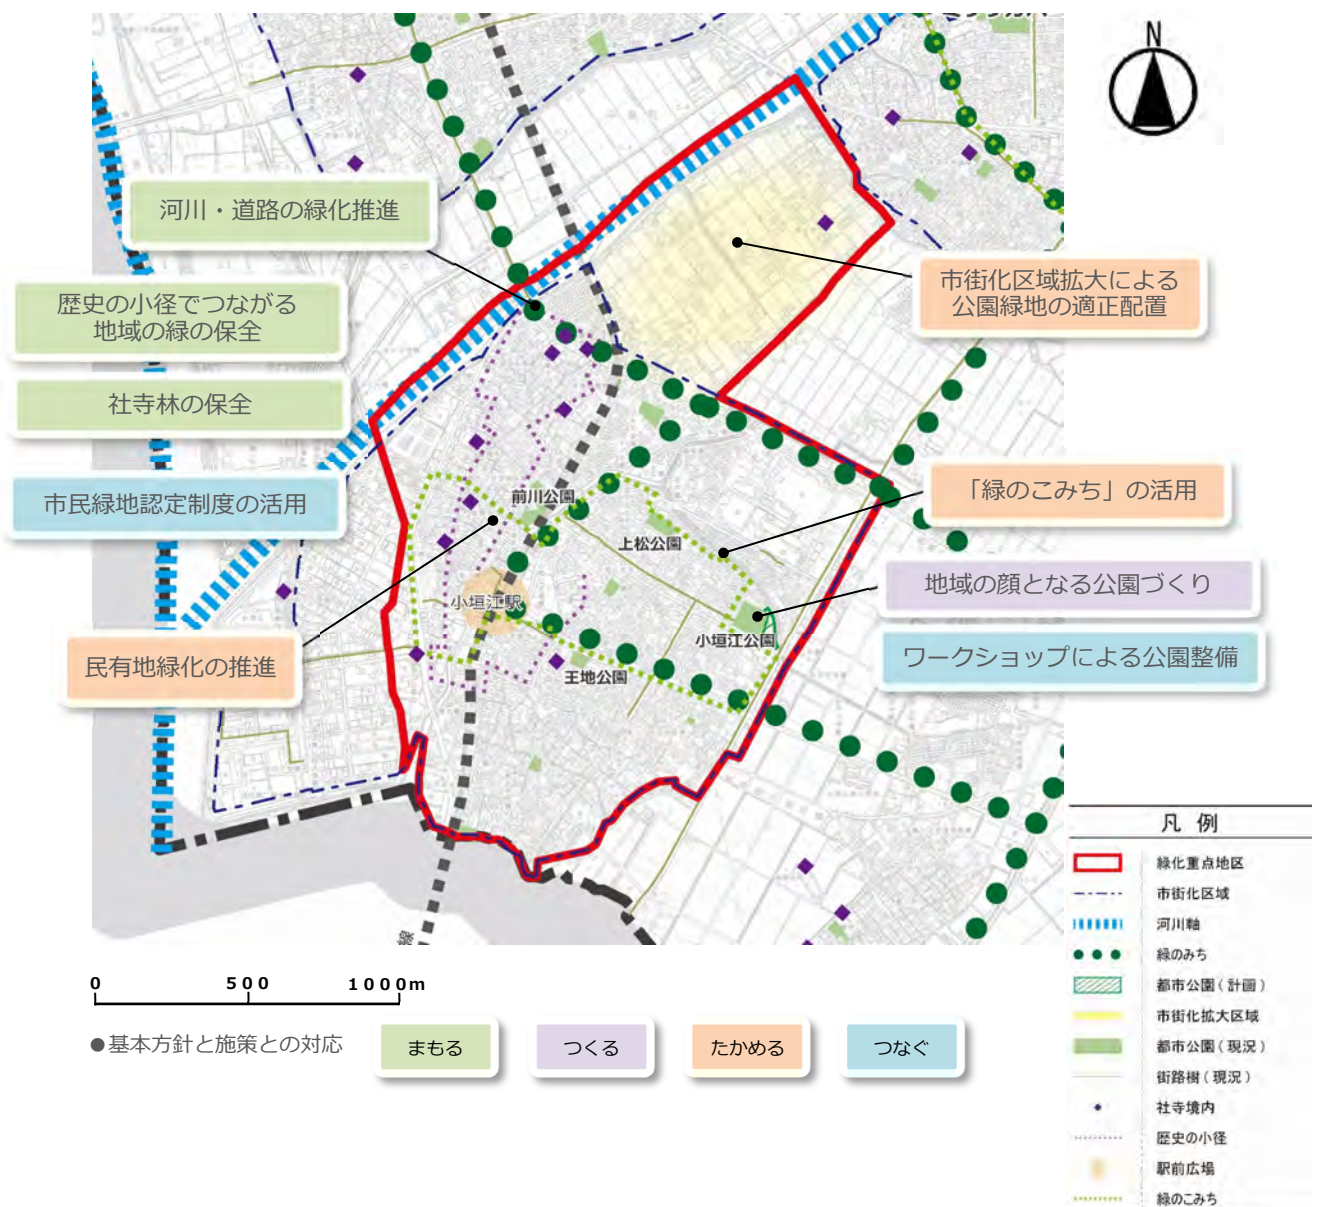 N
河川・道路の緑化推進
歴史の小径でつながる
地域の緑の保全
社寺林の保全
市民緑地認定制度の活用
民有地緑化の推進
市街化区域拡大による
公園緑地の適正配置
「緑のこみち」の活用
地域の顔となる公園づくり
ワークショップによる公園整備
前川公園
上松公園
小垣江駅
小垣江公園
王地公園
線
凡 例
緑化重点地区
市街化区域
河川軸
緑のみち
都市公園(計画)
市街化拡大区域
都市公園(現況)
街路樹(現況)
社寺境内
歴史の小径
駅前広場
緑のこみち
0 500 1000m
●基本方針と施策との対応
まもる
つくる
たかめる
つなぐ